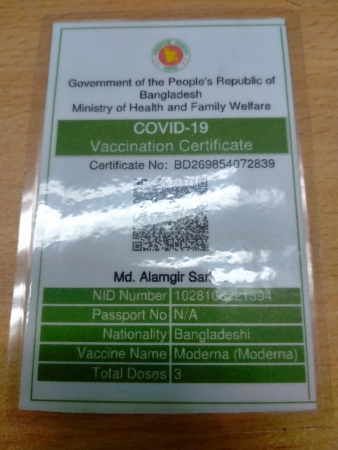 Government of the People's Republic of
Bangladesh
Ministry of Health and Family Welfare
COVID-19
Vaccination Certificate
Certificate No: BD269854072839
Md. Alamgir
NID Number
Passport No N/A
Nationality Bangladeshi
Vaccine Name Moderna (Moderna)
Total Doses 3